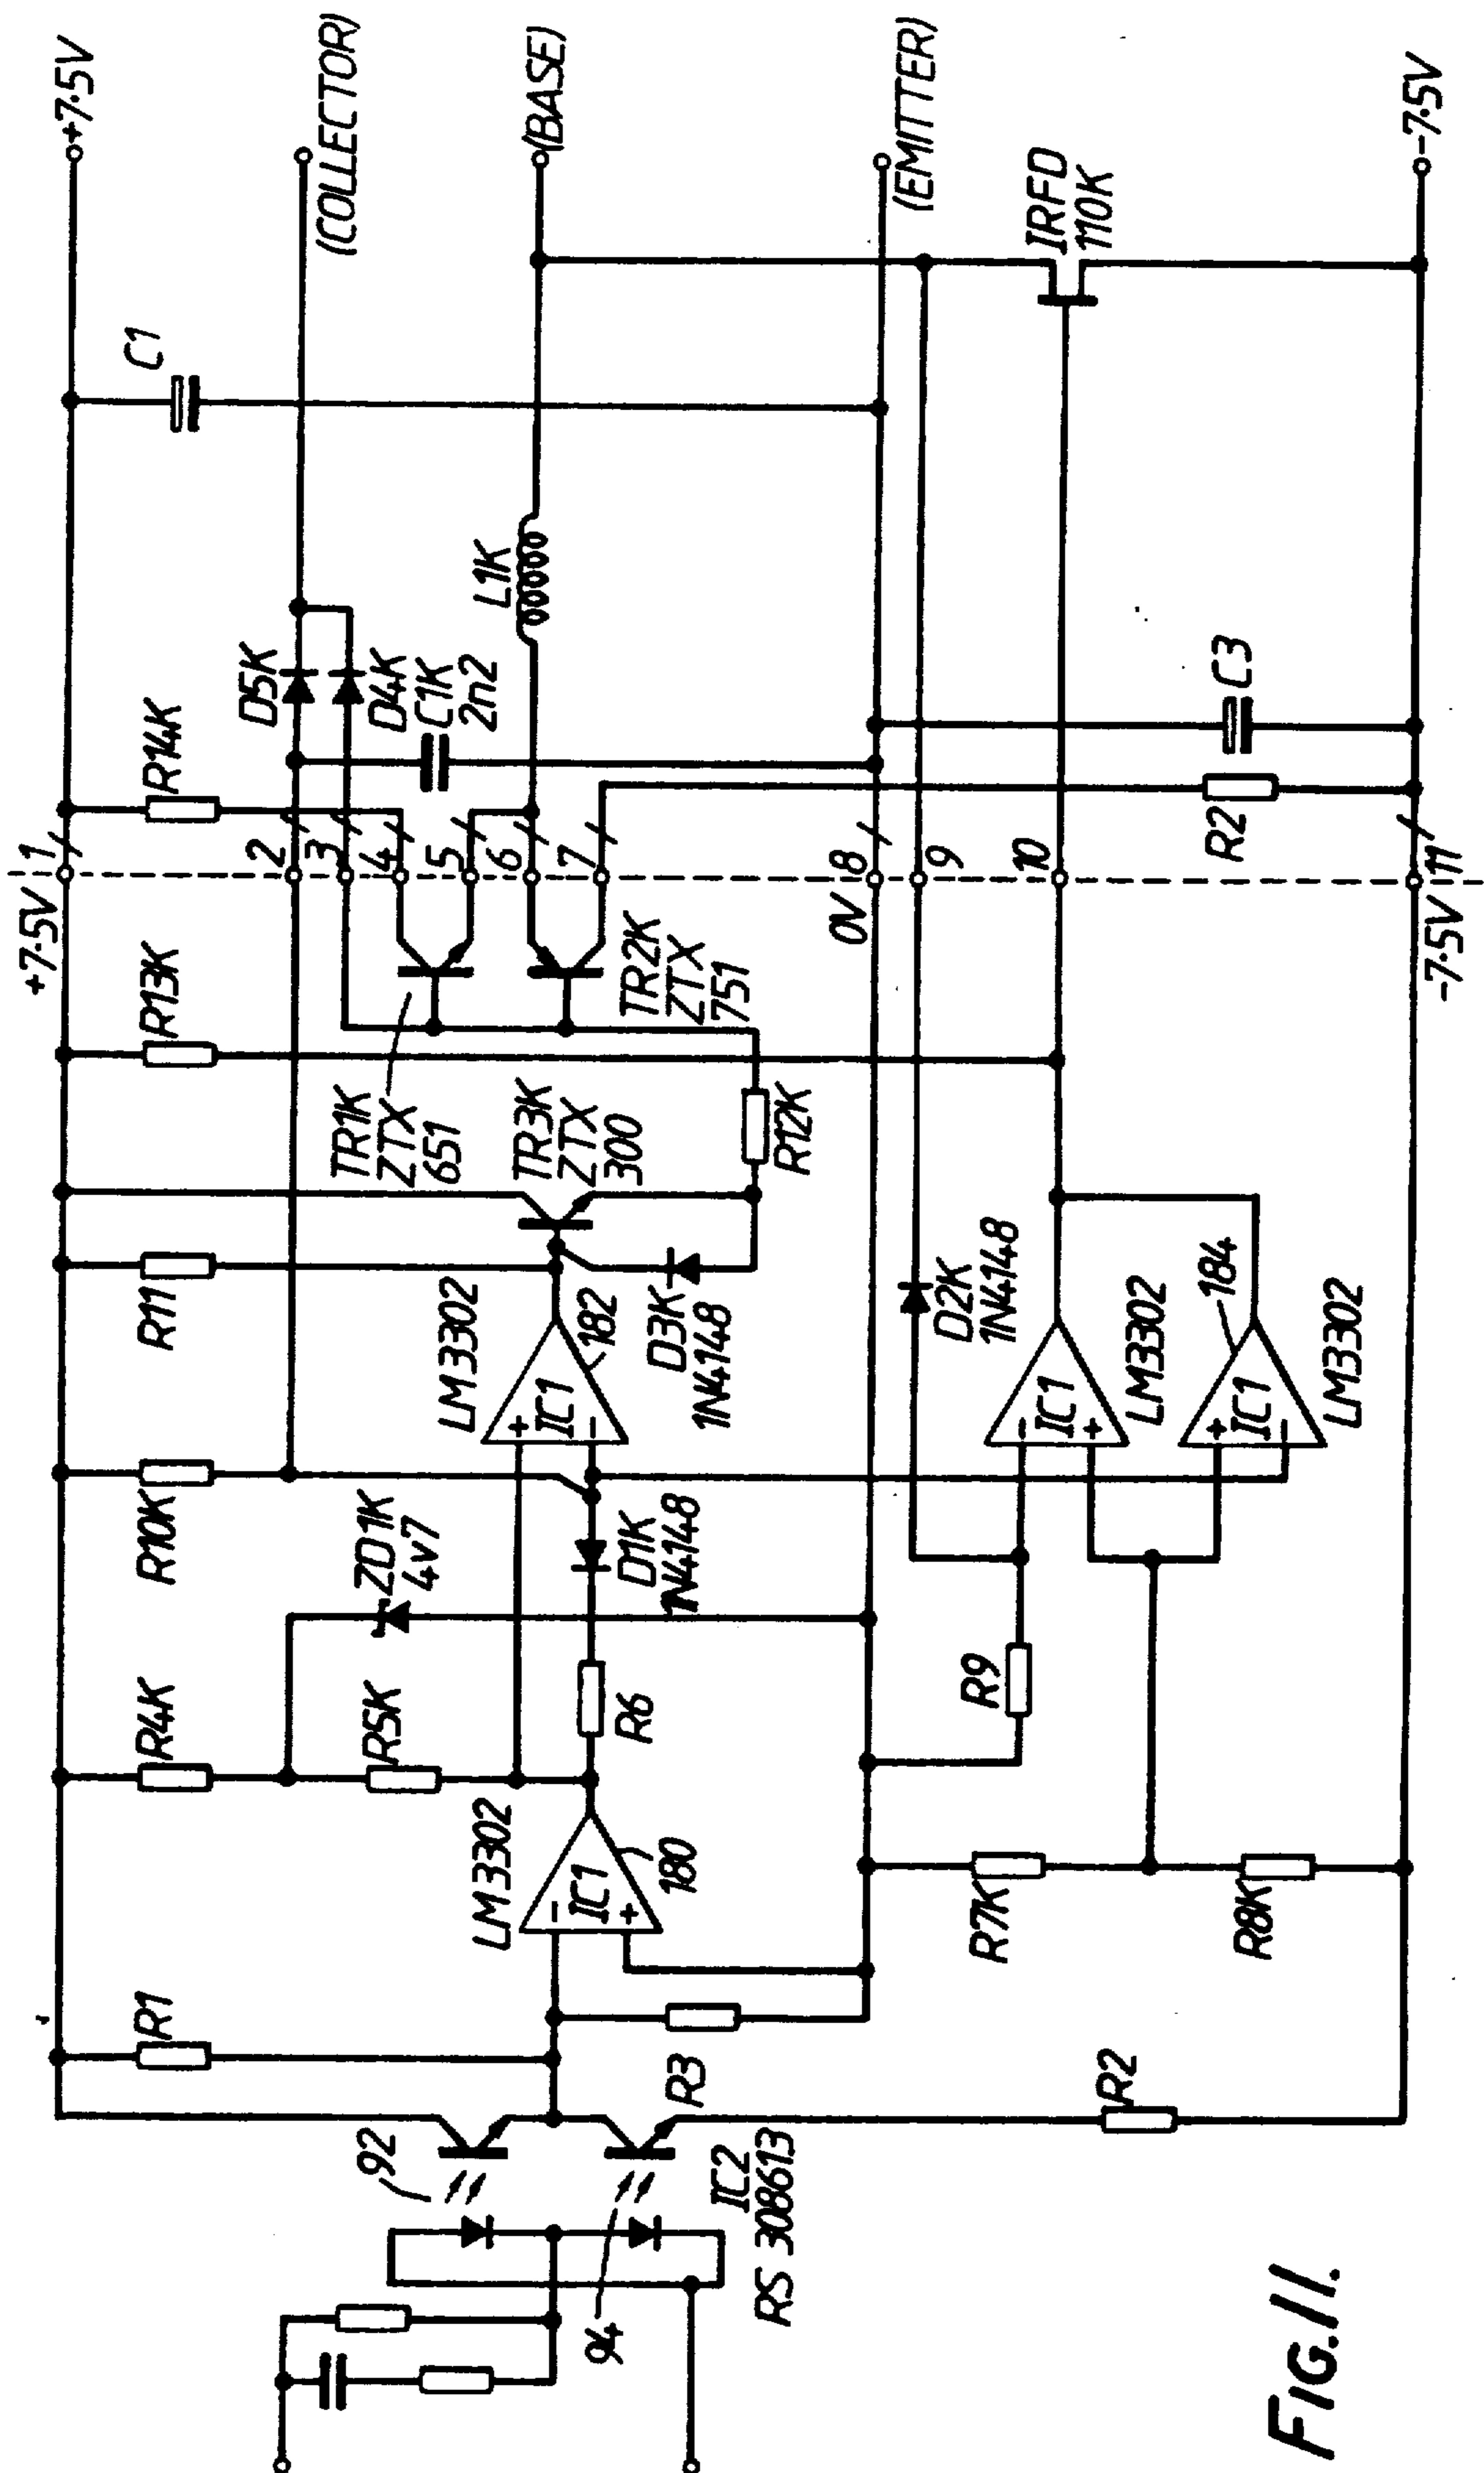 +7·5V
(COLLECTOR)
(BASE)
(EMITTER)
-7·5V
C1
IRFD
110K
L1K
C3
R14K
D5K
D4K
C1K
2n2
R2
+7·5V
1
2
3
4
5
6
7
0V
8
9
10
-7·5V
11
R13K
TR1K
ZTX
651
TR2K
ZTX
751
TR3K
ZTX
300
R12K
R11
LM3302
IC1
+
-
182
D3K
1N4148
D2K
1N4148
IC1
-
+
LM3302
184
IC1
+
-
LM3302
R10K
ZD1K
4v7
D1K
1N4148
R4K
R5K
R6
R9
LM3302
IC1
-
+
180
R7K
R8K
R1
R3
R2
92
94
IC2
RS 308613
FIG.11.